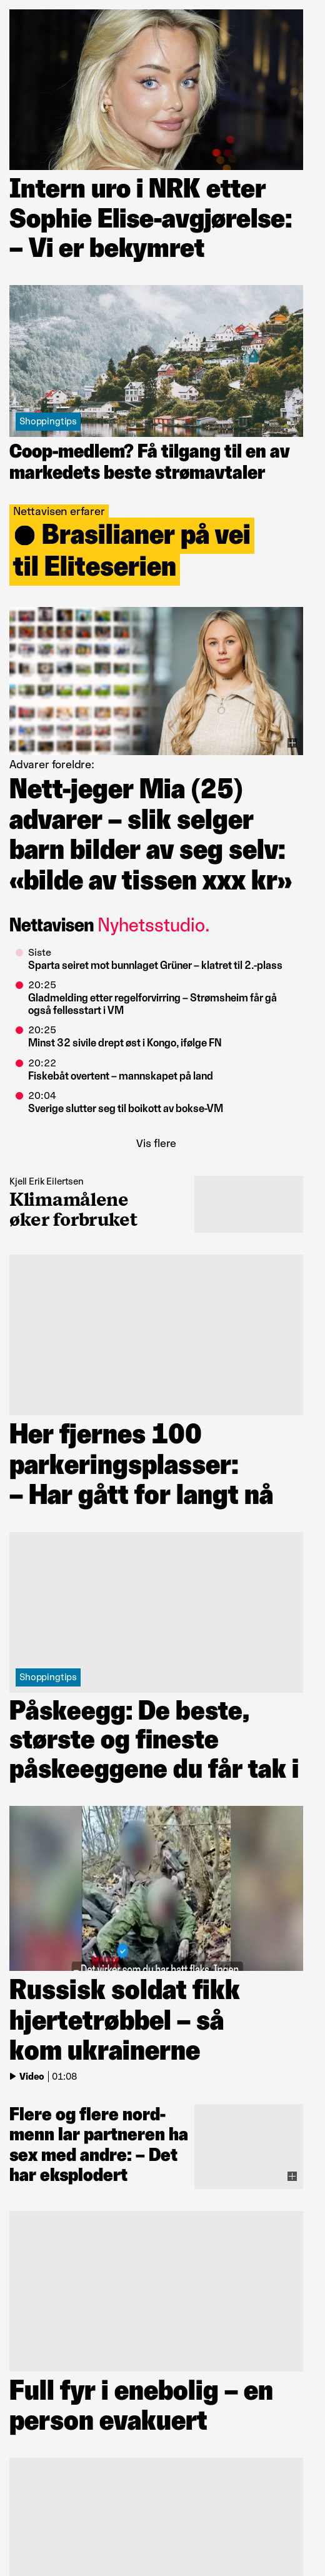 Intern uro i NRK etter
Sophie Elise-avgjørelse:
– Vi er bekymret
Shoppingtips
Coop-medlem? Få tilgang til en av
markedets beste strømavtaler
Nettavisen erfarer
● Brasilianer på vei
til Eliteserien
Advarer foreldre:
Nett-jeger Mia (25)
advarer – slik selger
barn bilder av seg selv:
«bilde av tissen xxx kr»
Nettavisen Nyhetsstudio.
Siste
Sparta seiret mot bunnlaget Grüner – klatret til 2.-plass
20:25
Gladmelding etter regelforvirring – Strømsheim får gå
også fellesstart i VM
20:25
Minst 32 sivile drept øst i Kongo, ifølge FN
20:22
Fiskebåt overtent – mannskapet på land
20:04
Sverige slutter seg til boikott av bokse-VM
Vis flere
Kjell Erik Eilertsen
Klimamålene
øker forbruket
Her fjernes 100
parkeringsplasser:
– Har gått for langt nå
Shoppingtips
Påskeegg: De beste,
største og fineste
påskeeggene du får tak i
– Det virker som du har hatt flaks. Ingen
Russisk soldat fikk
hjertetrøbbel – så
kom ukrainerne
Video 01:08
Flere og flere nord-
menn lar partneren ha
sex med andre: – Det
har eksplodert
Full fyr i enebolig – en
person evakuert